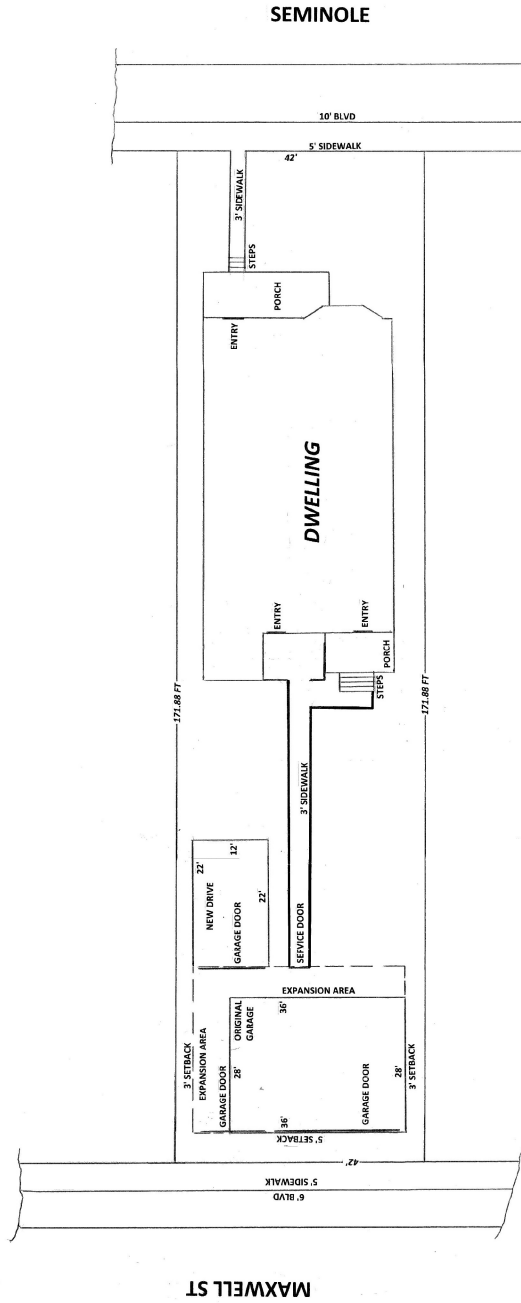 SEMINOLE
10' BLVD
5' SIDEWALK
42'
3' SIDEWALK
STEPS
PORCH
ENTRY
DWELLING
ENTRY
ENTRY
PORCH
STEPS
171.88 FT
171.88 FT
3' SIDEWALK
22'
12'
NEW DRIVE
22'
GARAGE DOOR
SEFVICE DOOR
EXPANSION AREA
ORIGINAL
GARAGE
36'
3' SETBACK
EXPANSION AREA
GARAGE DOOR
28'
36'
GARAGE DOOR
28'
3' SETBACK
5' SETBACK
42'
5' SIDEWALK
6' BLVD
MAXWELL ST